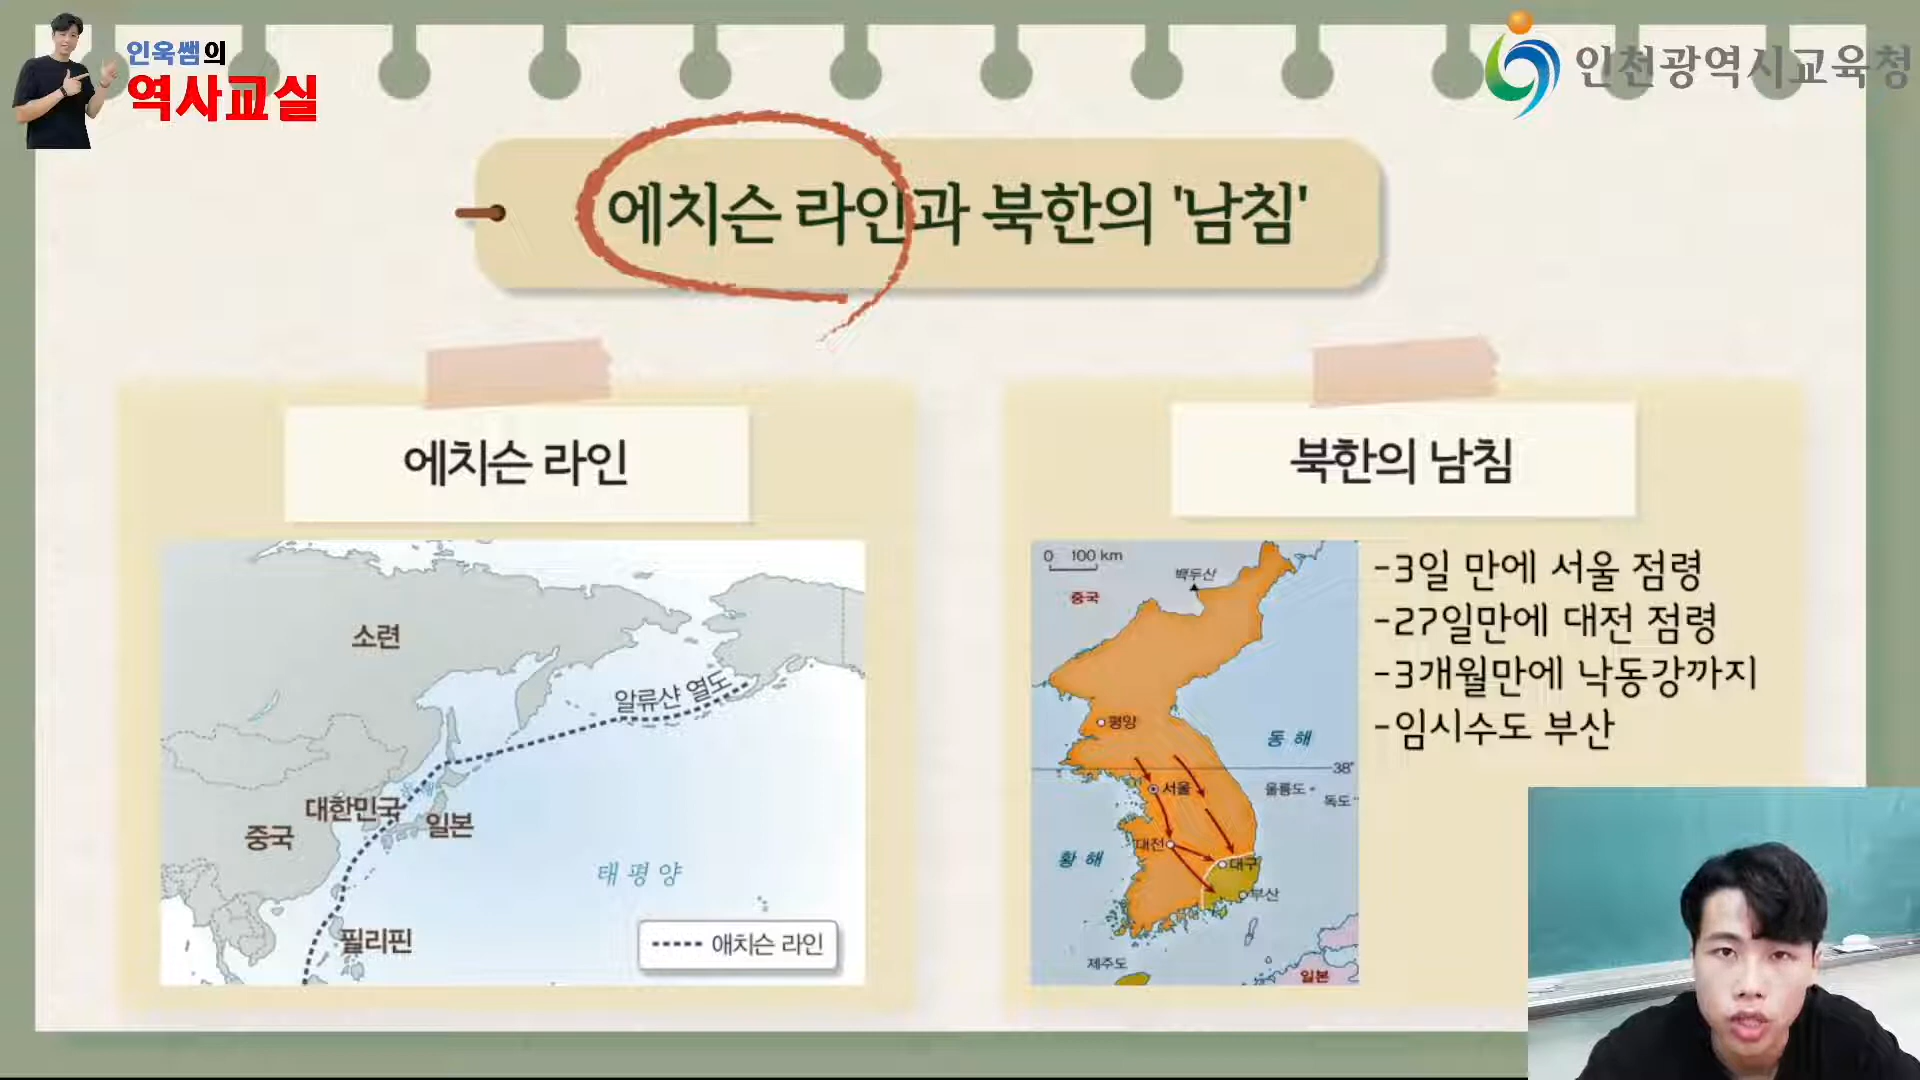 인욱쌤의
역사교실
인천광역시교육청
에치슨 라인과 북한의 '남침'
에치슨 라인
소련
알류샨 열도
대한민국
중국
일본
태평양
필리핀
애치슨 라인
북한의 남침
0 100 km
백두산
중국
평양
동해
38°
서울
울릉도
독도
대전
황해
대구
부산
제주도
일본
-3일 만에 서울 점령
-27일만에 대전 점령
-3개월만에 낙동강까지
-임시수도 부산